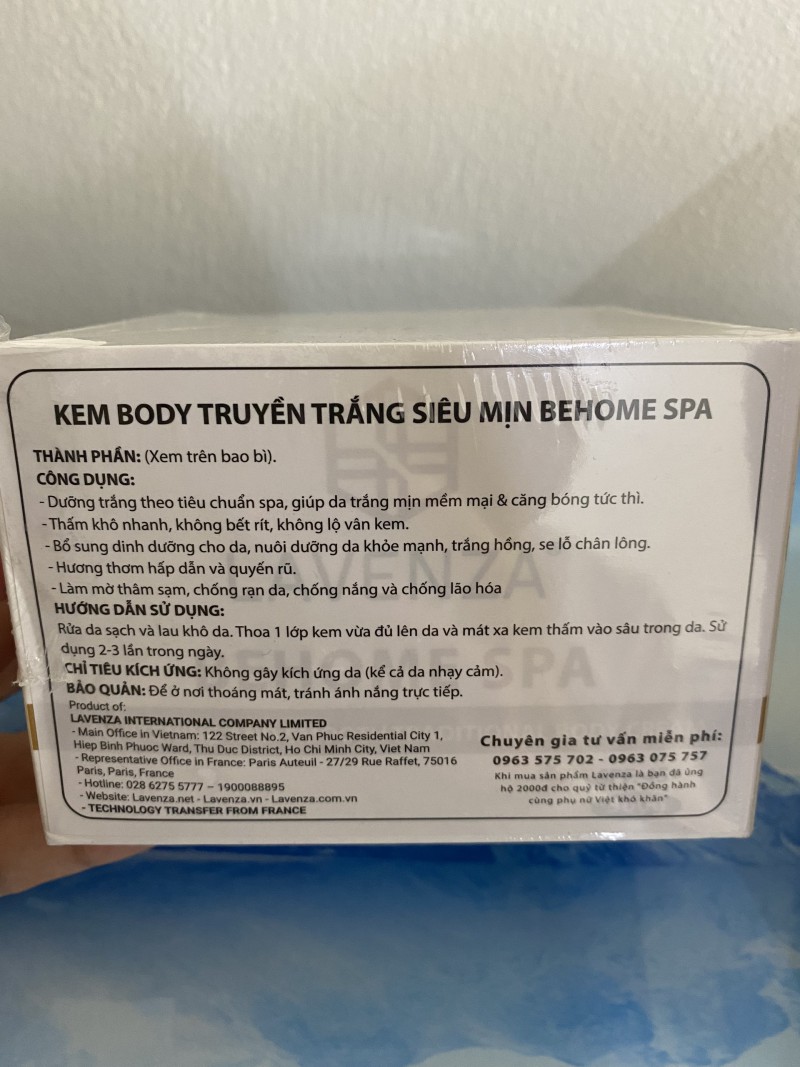 KEM BODY TRUYỀN TRẮNG SIÊU MỊN BEHOME SPA
THÀNH PHẦN: (Xem trên bao bì).
CÔNG DỤNG:
- Dưỡng trắng theo tiêu chuẩn spa, giúp da trắng mịn mềm mại & căng bóng tức thì.
- Thấm khô nhanh, không bết rít, không lộ vân kem.
- Bổ sung dinh dưỡng cho da, nuôi dưỡng da khỏe mạnh, trắng hồng, se lỗ chân lông.
- Hương thơm hấp dẫn và quyến rũ.
- Làm mờ thâm sạm, chống rạn da, chống nắng và chống lão hóa
HƯỚNG DẪN SỬ DỤNG:
Rửa da sạch và lau khô da. Thoa 1 lớp kem vừa đủ lên da và mát xa kem thấm vào sâu trong da. Sử
dụng 2-3 lần trong ngày.
CHỈ TIÊU KÍCH ỨNG: Không gây kích ứng da (kể cả da nhạy cảm).
BẢO QUẢN: Để ở nơi thoáng mát, tránh ánh nắng trực tiếp.
Product of:
LAVENZA INTERNATIONAL COMPANY LIMITED
- Main Office in Vietnam: 122 Street No.2, Van Phuc Residential City 1,
Hiep Binh Phuoc Ward, Thu Duc District, Ho Chi Minh City, Viet Nam
- Representative Office in France: Paris Auteuil - 27/29 Rue Raffet, 75016
Paris, Paris, France
- Hotline: 028 6275 5777 – 1900088895
- Website: Lavenza.net - Lavenza.vn - Lavenza.com.vn
- TECHNOLOGY TRANSFER FROM FRANCE
Chuyên gia tư vấn miễn phí:
0963 575 702 - 0963 075 757
Khi mua sản phẩm Lavenza là bạn đã ủng
hộ 2000đ cho quỹ từ thiện "Đồng hành
cùng phụ nữ Việt khó khăn"
LAVENZA
BEHOME SPA